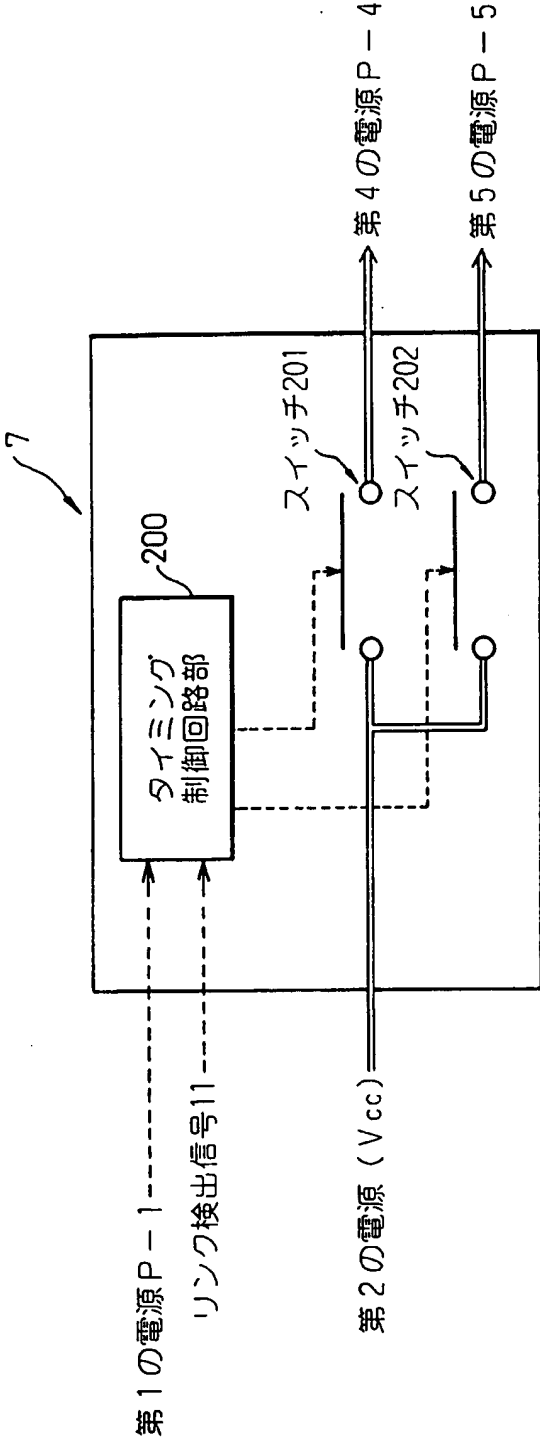 7
200
タイミング
制御回路部
第1の電源P-1
リンク検出信号11
第2の電源(Vcc)
スイッチ201
第4の電源P-4
スイッチ202
第5の電源P-5